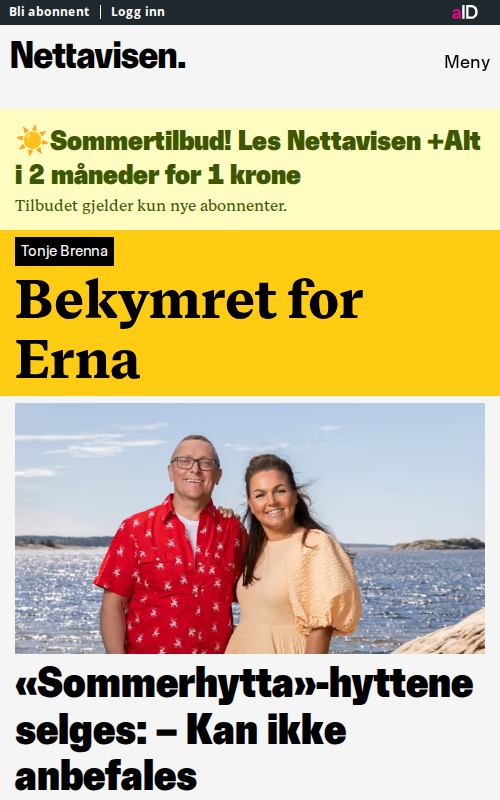 Bli abonnent | Logg inn
aID
Nettavisen.
Meny
☀️Sommertilbud! Les Nettavisen +Alt
i 2 måneder for 1 krone
Tilbudet gjelder kun nye abonnenter.
Tonje Brenna
Bekymret for
Erna
«Sommerhytta»-hyttene
selges: – Kan ikke
anbefales